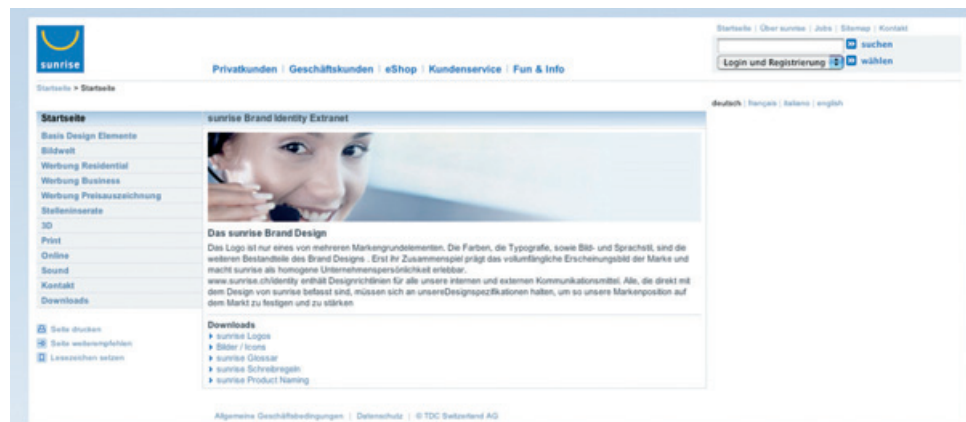 sunrise
Startseite | Über sunrise | Jobs | Sitemap | Kontakt
suchen
Login und Registrierung wählen
Privatkunden | Geschäftskunden | eShop | Kundenservice | Fun & Info
Startseite > Startseite
deutsch | français | italiano | english
Startseite
Basis Design Elemente
Bildwelt
Werbung Residential
Werbung Business
Werbung Preisauszeichnung
Stelleninserate
3D
Print
Online
Sound
Kontakt
Downloads
Seite drucken
Seite weiterempfehlen
Lesezeichen setzen
sunrise Brand Identity Extranet
Das sunrise Brand Design
Das Logo ist nur eines von mehreren Markengrundelementen. Die Farben, die Typografie, sowie Bild- und Sprachstil, sind die
weiteren Bestandteile des Brand Designs . Erst ihr Zusammenspiel prägt das vollumfängliche Erscheinungsbild der Marke und
macht sunrise als homogene Unternehmenspersönlichkeit erlebbar.
www.sunrise.ch/identity enthält Designrichtlinien für alle unsere internen und externen Kommunikationsmittel. Alle, die direkt mit
dem Design von sunrise befasst sind, müssen sich an unsereDesignspezifikationen halten, um so unsere Markenposition auf
dem Markt zu festigen und zu stärken
Downloads
sunrise Logos
Bilder / Icons
sunrise Glossar
sunrise Schreibregeln
sunrise Product Naming
Allgemeine Geschäftsbedingungen | Datenschutz | © TDC Switzerland AG